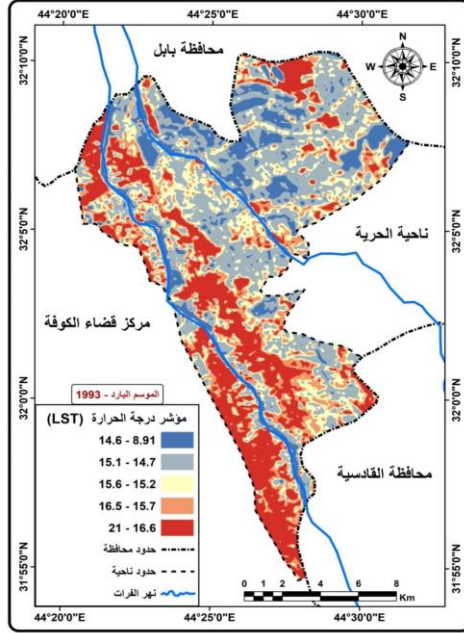 44°20'0"E 44°25'0"E 44°30'0"E
32°10'0"N 32°10'0"N
محافظة بابل
N
W E
S
32°5'0"N 32°5'0"N
ناحية الحرية
مركز قضاء الكوفة
32°0'0"N 32°0'0"N
الموسم البارد - 1993
مؤشر درجة الحرارة (LST)
14.6 - 8.91
15.1 - 14.7
15.6 - 15.2
16.5 - 15.7
21 - 16.6
حدود محافظة
حدود ناحية
نهر الفرات
محافظة القادسية
31°55'0"N 31°55'0"N
0 1 2 4 6 8
Km
44°20'0"E 44°25'0"E 44°30'0"E